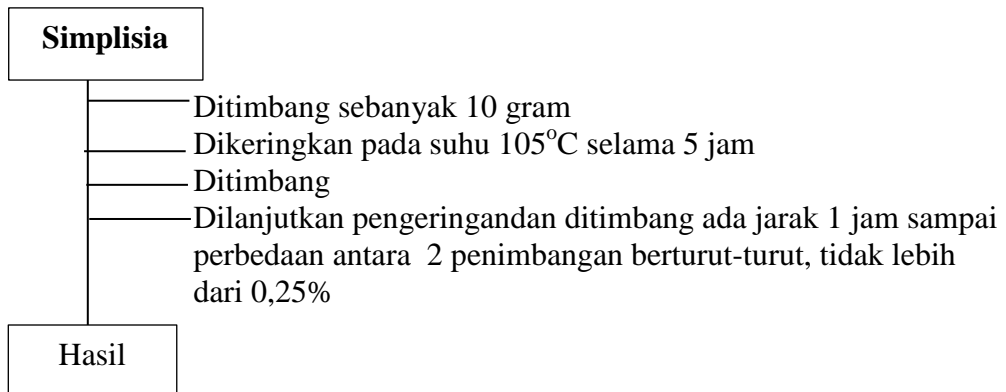 Simplisia
Ditimbang sebanyak 10 gram
Dikeringkan pada suhu 105°C selama 5 jam
Ditimbang
Dilanjutkan pengeringandan ditimbang ada jarak 1 jam sampai
perbedaan antara 2 penimbangan berturut-turut, tidak lebih
dari 0,25%
Hasil